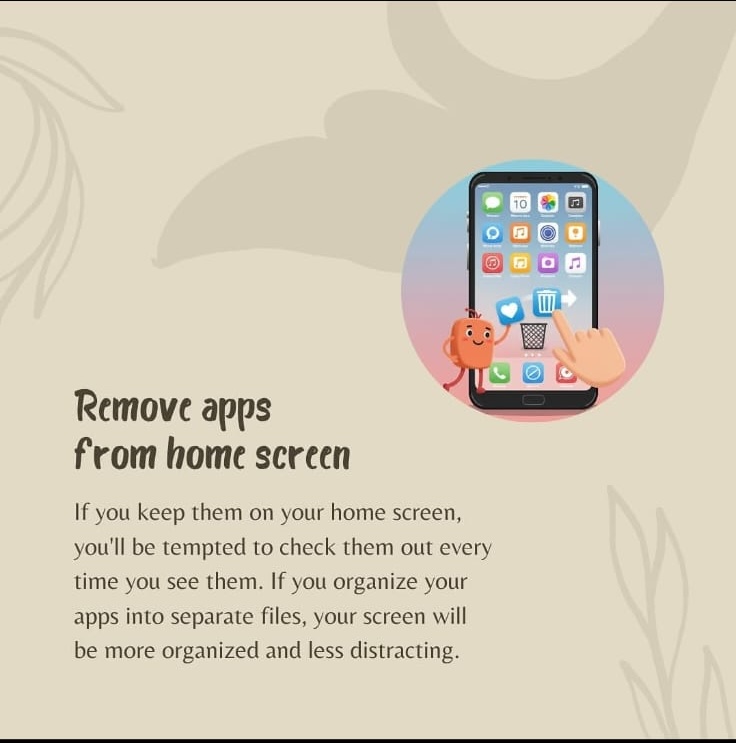 10
Remove apps
from home screen
If you keep them on your home screen,
you'll be tempted to check them out every
time you see them. If you organize your
apps into separate files, your screen will
be more organized and less distracting.